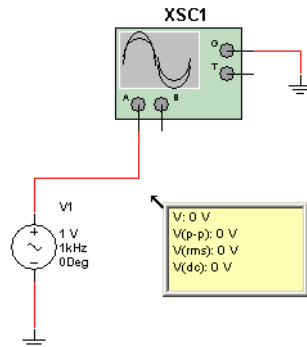 XSC1
G
T
A
B
V1
1 V
1kHz
0Deg
V: 0 V
V(p-p): 0 V
V(rms): 0 V
V(dc): 0 V